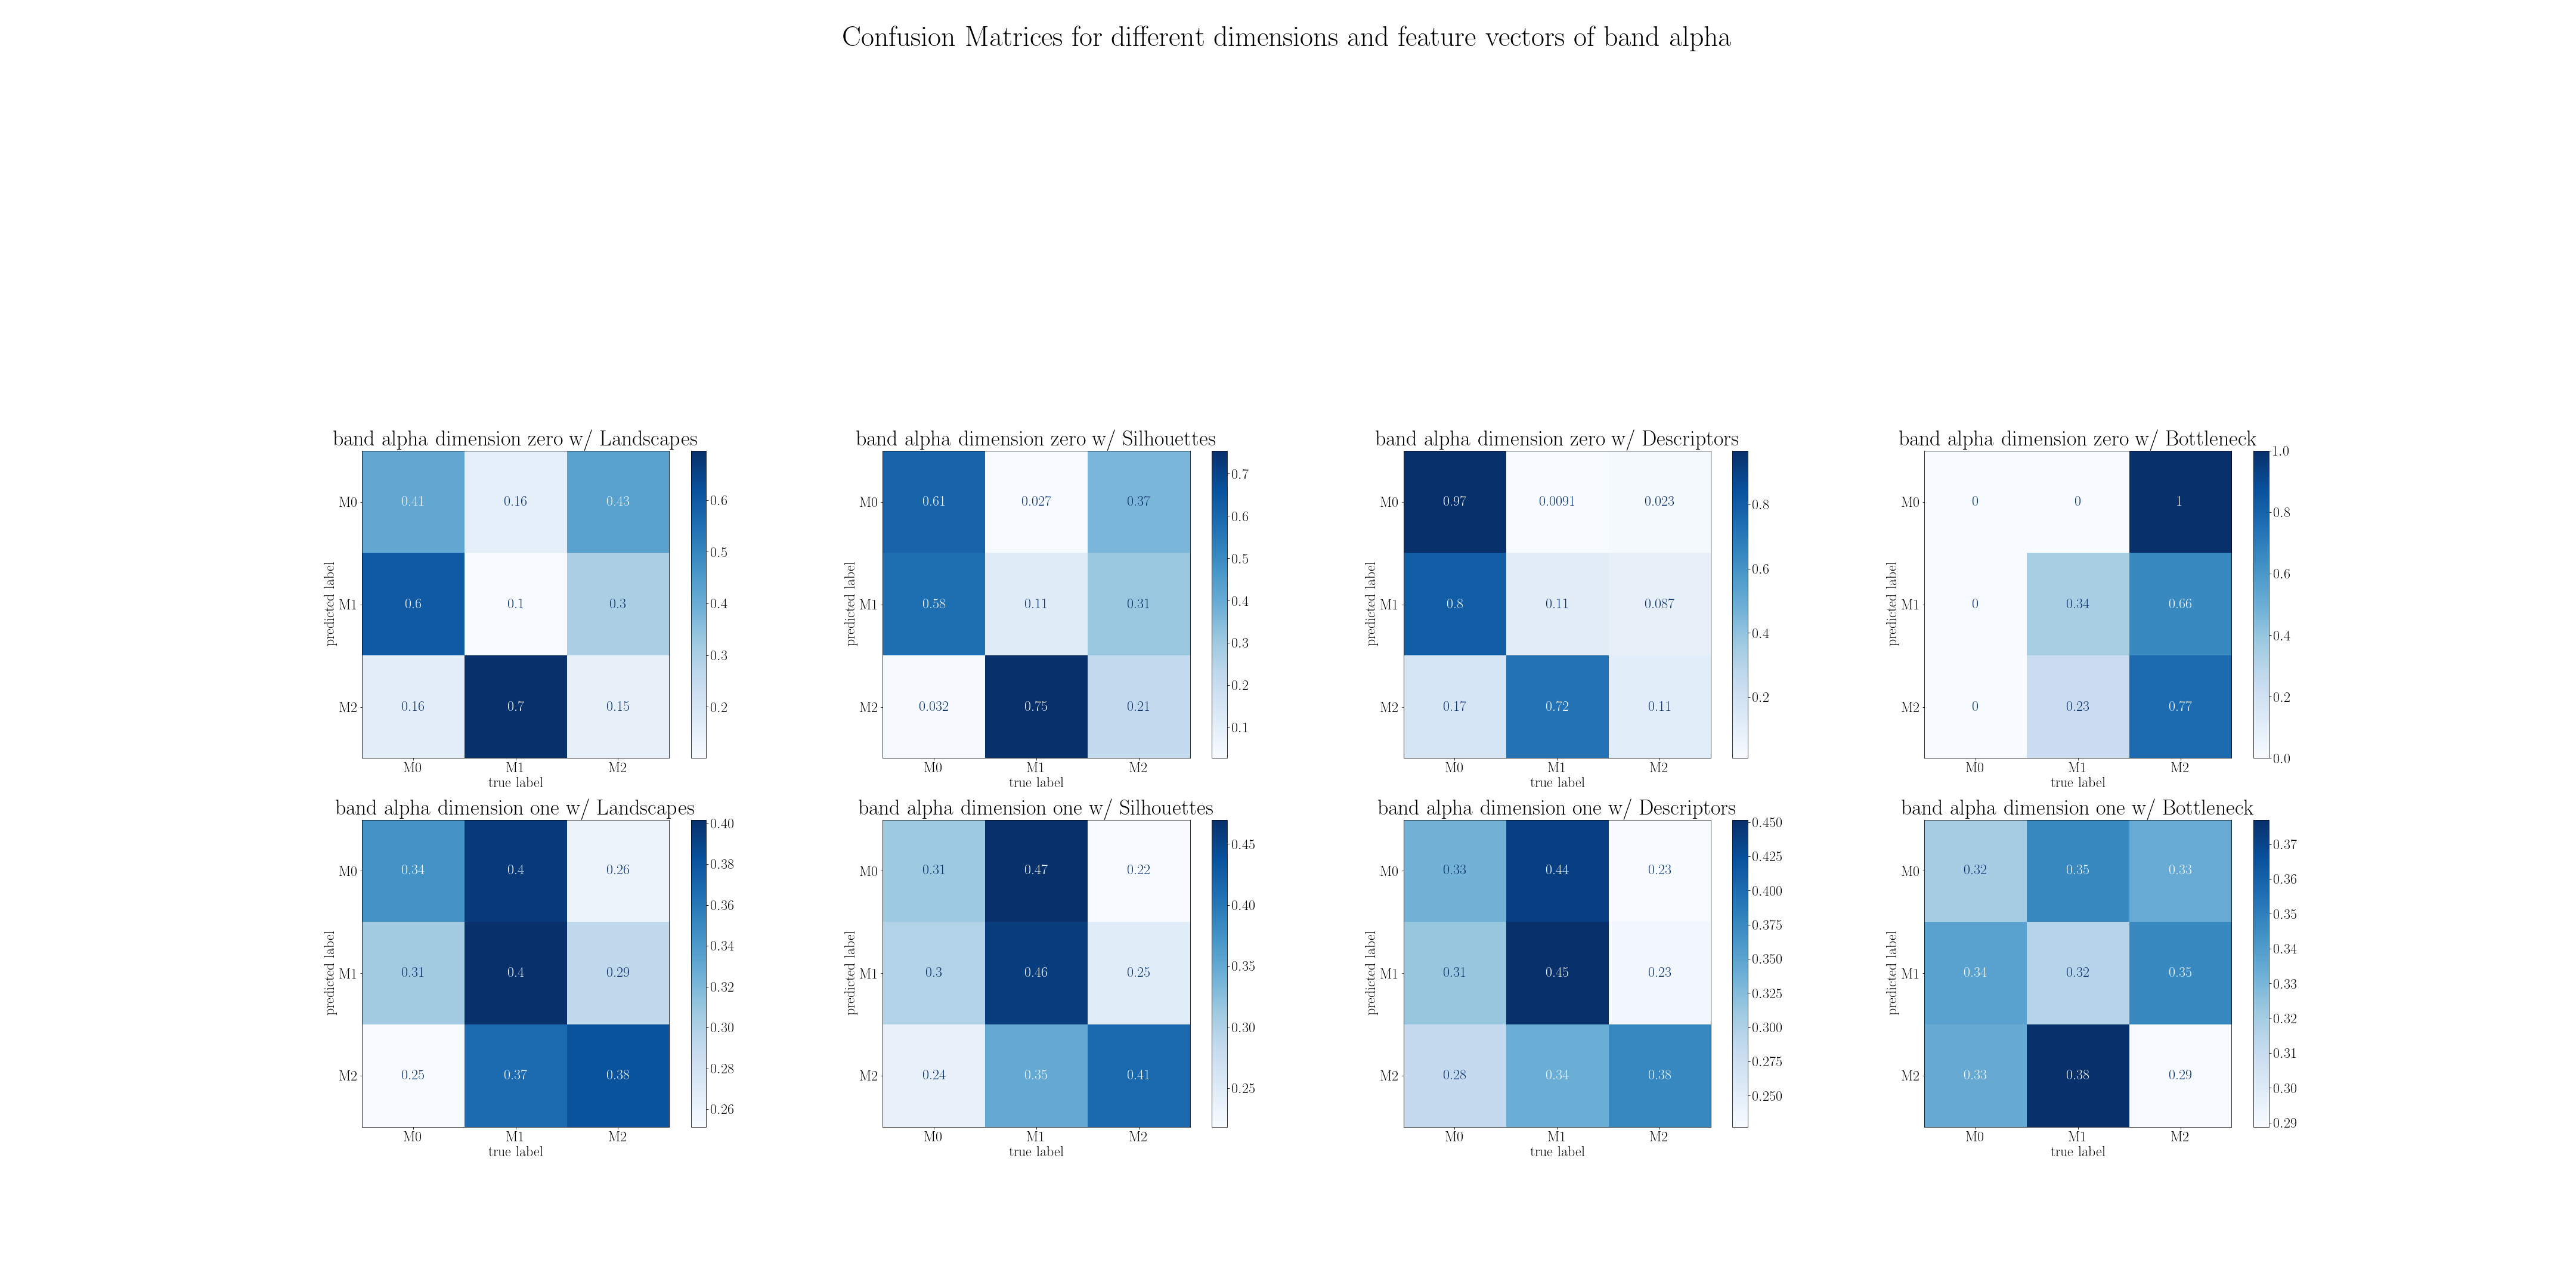 Confusion Matrices for different dimensions and feature vectors of band alpha
band alpha dimension zero w/ Landscapes
M0 0.41 0.16 0.43
M1 0.6 0.1 0.3
M2 0.16 0.7 0.15
M0 M1 M2
true label
predicted label
0.6
0.5
0.4
0.3
0.2
band alpha dimension zero w/ Silhouettes
M0 0.61 0.027 0.37
M1 0.58 0.11 0.31
M2 0.032 0.75 0.21
M0 M1 M2
true label
predicted label
0.7
0.6
0.5
0.4
0.3
0.2
0.1
band alpha dimension zero w/ Descriptors
M0 0.97 0.0091 0.023
M1 0.8 0.11 0.087
M2 0.17 0.72 0.11
M0 M1 M2
true label
predicted label
0.8
0.6
0.4
0.2
band alpha dimension zero w/ Bottleneck
M0 0 0 1
M1 0 0.34 0.66
M2 0 0.23 0.77
M0 M1 M2
true label
predicted label
1.0
0.8
0.6
0.4
0.2
0.0
band alpha dimension one w/ Landscapes
M0 0.34 0.4 0.26
M1 0.31 0.4 0.29
M2 0.25 0.37 0.38
M0 M1 M2
true label
predicted label
0.40
0.38
0.36
0.34
0.32
0.30
0.28
0.26
band alpha dimension one w/ Silhouettes
M0 0.31 0.47 0.22
M1 0.3 0.46 0.25
M2 0.24 0.35 0.41
M0 M1 M2
true label
predicted label
0.45
0.40
0.35
0.30
0.25
band alpha dimension one w/ Descriptors
M0 0.33 0.44 0.23
M1 0.31 0.45 0.23
M2 0.28 0.34 0.38
M0 M1 M2
true label
predicted label
0.450
0.425
0.400
0.375
0.350
0.325
0.300
0.275
0.250
band alpha dimension one w/ Bottleneck
M0 0.32 0.35 0.33
M1 0.34 0.32 0.35
M2 0.33 0.38 0.29
M0 M1 M2
true label
predicted label
0.37
0.36
0.35
0.34
0.33
0.32
0.31
0.30
0.29